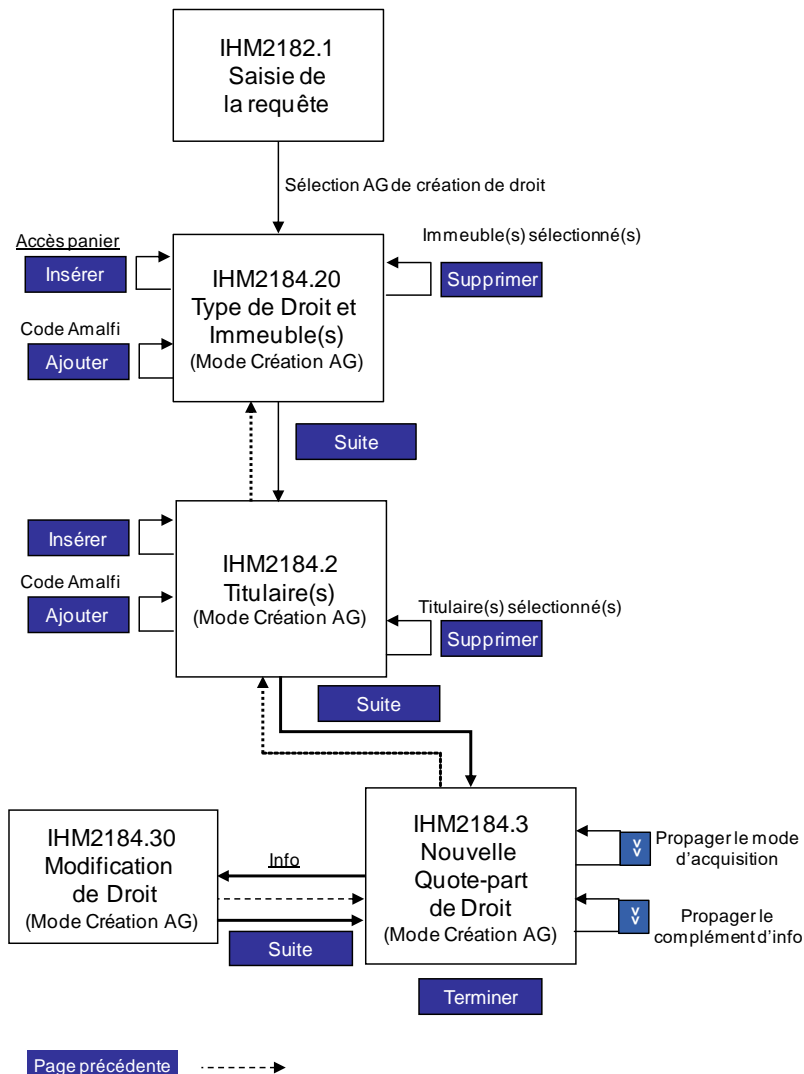 IHM2182.1
Saisie de
la requête
Sélection AG de création de droit
Accès panier
Insérer
Code Amalfi
Ajouter
IHM2184.20
Type de Droit et
Immeuble(s)
(Mode Création AG)
Immeuble(s) sélectionné(s)
Supprimer
Suite
Insérer
Code Amalfi
Ajouter
IHM2184.2
Titulaire(s)
(Mode Création AG)
Titulaire(s) sélectionné(s)
Supprimer
Suite
IHM2184.30
Modification
de Droit
(Mode Création AG)
Info
Suite
IHM2184.3
Nouvelle
Quote-part
de Droit
(Mode Création AG)
>>
Propager le mode
d'acquisition
>>
Propager le
complément d'info
Terminer
Page précédente